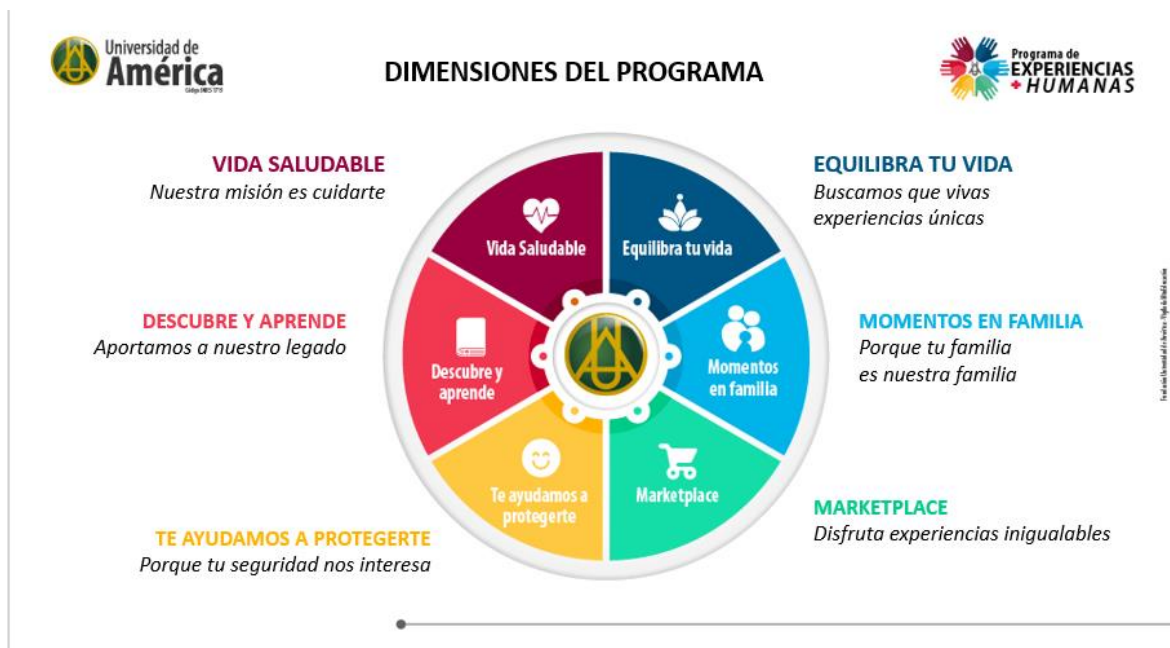 Universidad de
América
DIMENSIONES DEL PROGRAMA
Programa de
EXPERIENCIAS
+ HUMANAS
VIDA SALUDABLE
Nuestra misión es cuidarte
EQUILIBRA TU VIDA
Buscamos que vivas
experiencias únicas
DESCUBRE Y APRENDE
Aportamos a nuestro legado
MOMENTOS EN FAMILIA
Porque tu familia
es nuestra familia
TE AYUDAMOS A PROTEGERTE
Porque tu seguridad nos interesa
MARKETPLACE
Disfruta experiencias inigualables
Vida Saludable
Equilibra tu vida
Descubre y
aprende
Momentos
en familia
Te ayudamos a
protegerte
Marketplace